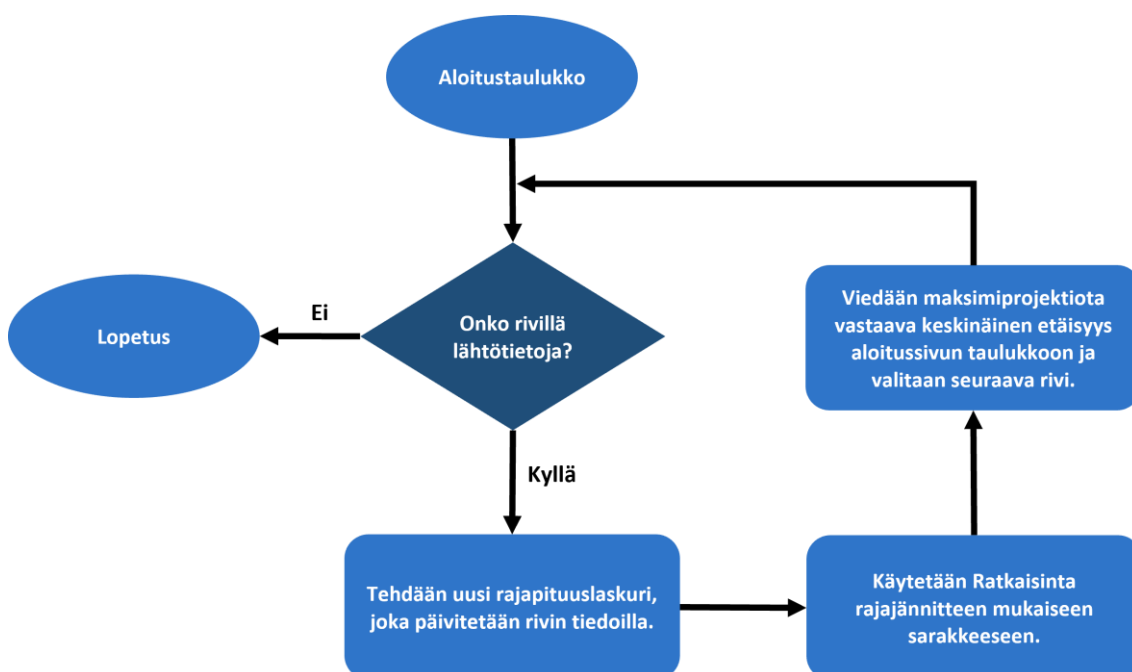 Aloitustaulukko
Onko rivillä
lähtötietoja?
Ei
Lopetus
Kyllä
Tehdään uusi rajapituuslaskuri,
joka päivitetään rivin tiedoilla.
Käytetään Ratkaisinta
rajajännitteen mukaiseen
sarakkeeseen.
Viedään maksimiprojektiota
vastaava keskinäinen etäisyys
aloitussivun taulukkoon ja
valitaan seuraava rivi.